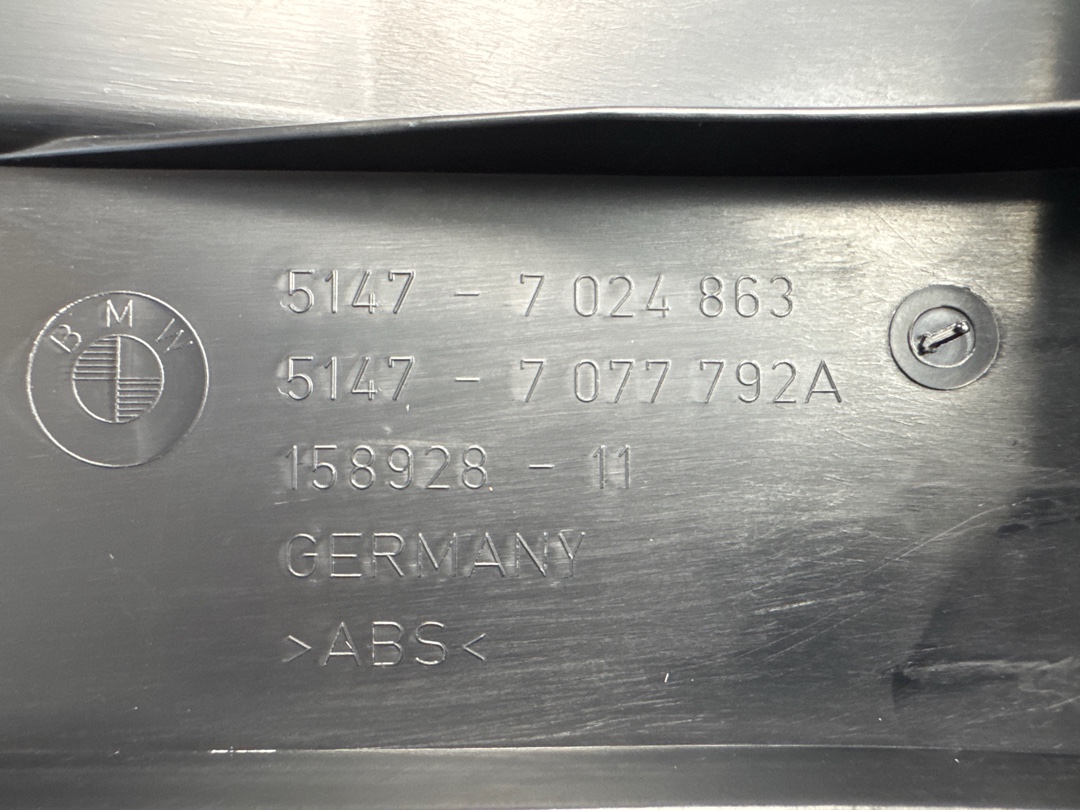 BMW
5147 - 7 024 863
5147 - 7 077 792A
158928 - 11
GERMANY
>ABS<